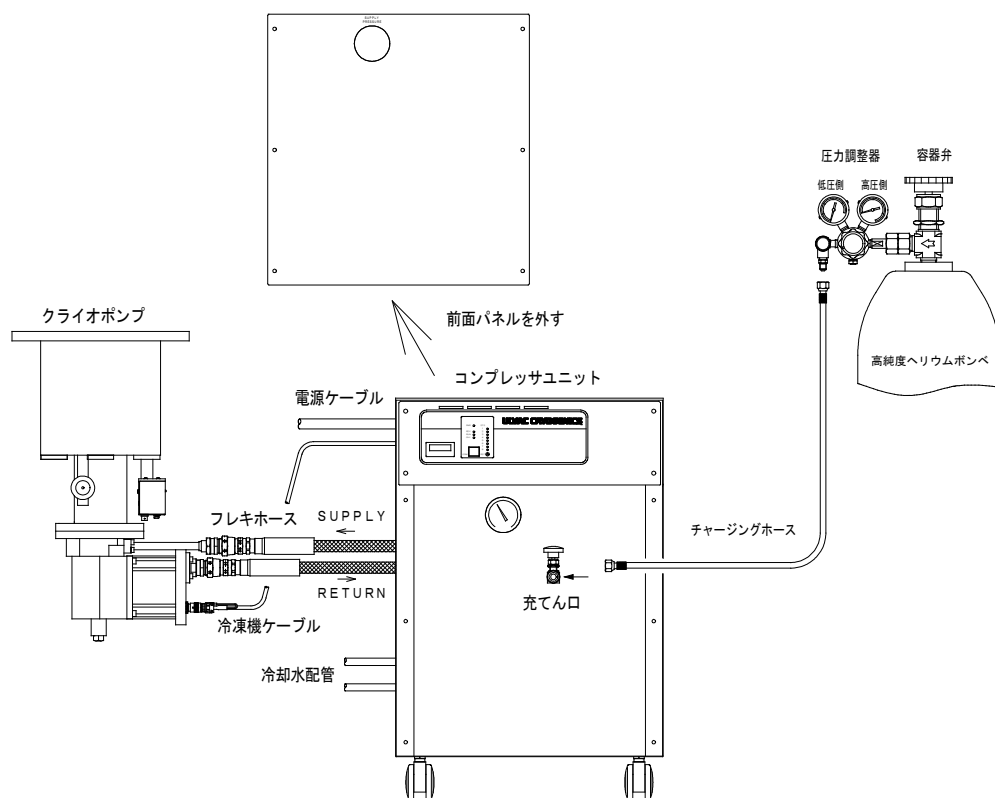 SUPPLY
PRESSURE
圧力調整器
容器弁
低圧側
高圧側
クライオポンプ
前面パネルを外す
高純度ヘリウムボンベ
コンプレッサユニット
電源ケーブル
ULVAC CRYOGENICS
フレキホース
SUPPLY
チャージングホース
RETURN
充てん口
冷凍機ケーブル
冷却水配管